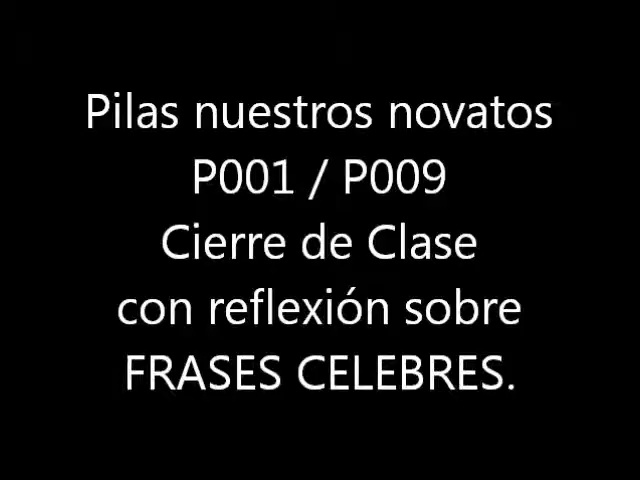 Pilas nuestros novatos
P001 / P009
Cierre de Clase
con reflexión sobre
FRASES CELEBRES.